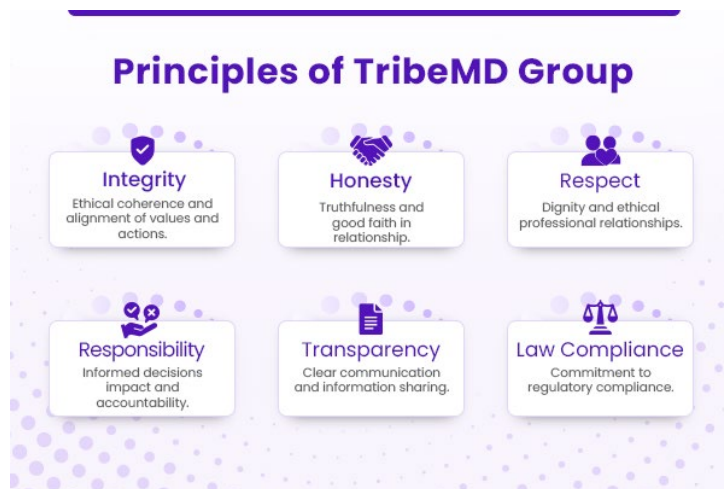 Principles of TribeMD Group
Integrity
Ethical coherence and
alignment of values and
actions.
Honesty
Truthfulness and
good faith in
relationship.
Respect
Dignity and ethical
professional relationships.
Responsibility
Informed decisions
impact and
accountability.
Transparency
Clear communication
and information sharing.
Law Compliance
Commitment to
regulatory compliance.